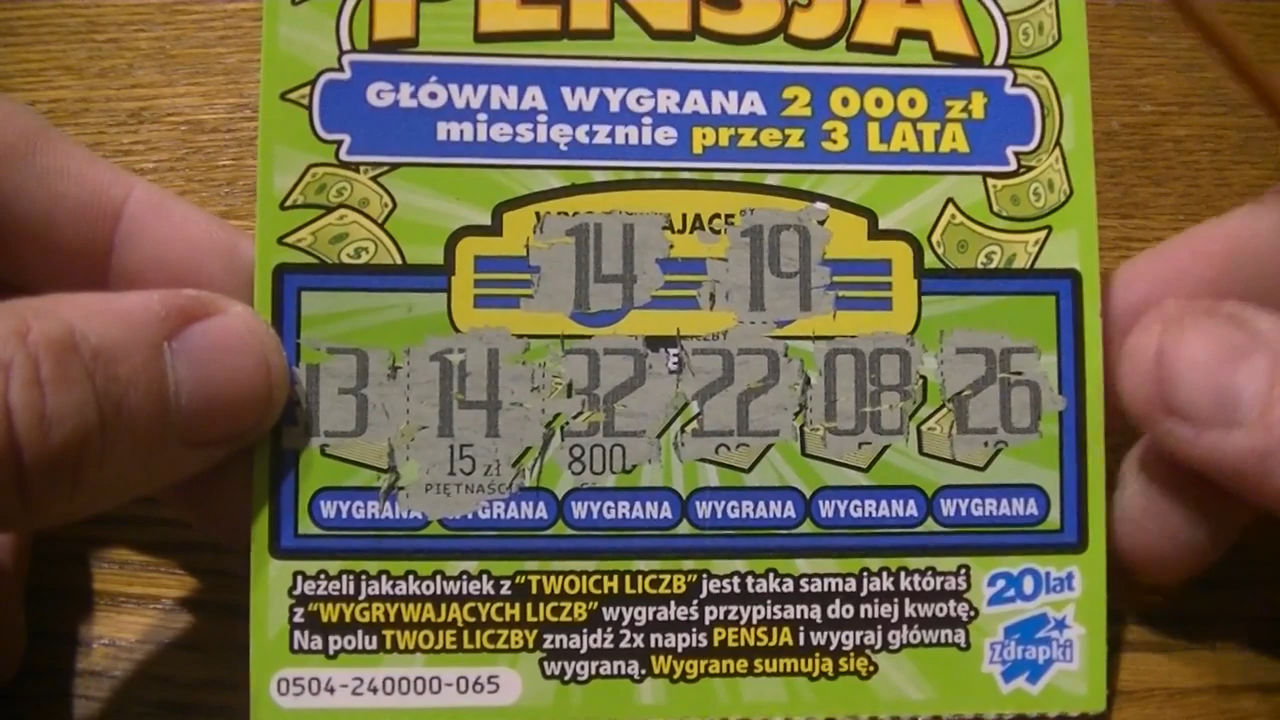 PENSJA
GŁÓWNA WYGRANA 2 000 zł
miesięcznie przez 3 LATA
14 19
13 14 32 22 08 26
15 zł 800
WYGRANA WYGRANA WYGRANA WYGRANA WYGRANA WYGRANA
Jeżeli jakakolwiek z "TWOICH LICZB" jest taka sama jak któraś
z "WYGRYWAJĄCYCH LICZB" wygrałeś przypisaną do niej kwotę.
Na polu TWOJE LICZBY znajdź 2x napis PENSJA i wygraj główną
wygraną. Wygrane sumują się.
20 lat
Zdrapki
0504-240000-065